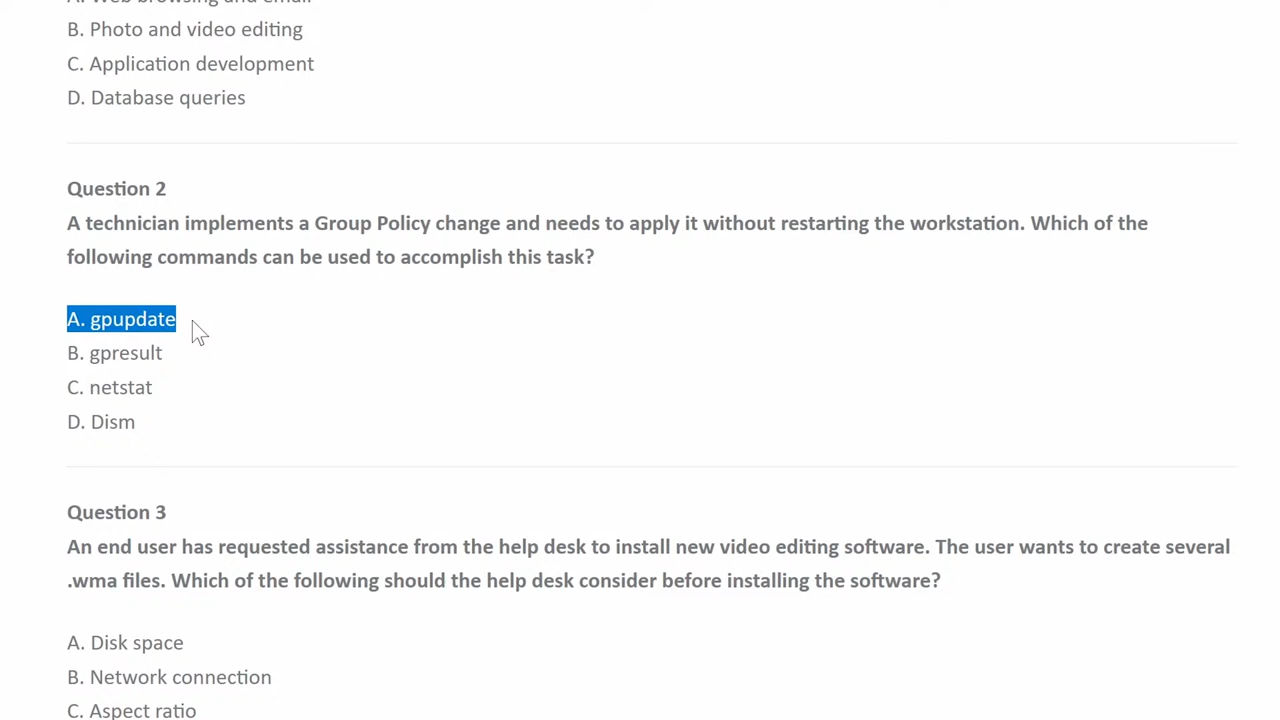 A. Web browsing and email
B. Photo and video editing
C. Application development
D. Database queries
Question 2
A technician implements a Group Policy change and needs to apply it without restarting the workstation. Which of the
following commands can be used to accomplish this task?
A. gpupdate
B. gpresult
C. netstat
D. Dism
Question 3
An end user has requested assistance from the help desk to install new video editing software. The user wants to create several
.wma files. Which of the following should the help desk consider before installing the software?
A. Disk space
B. Network connection
C. Aspect ratio